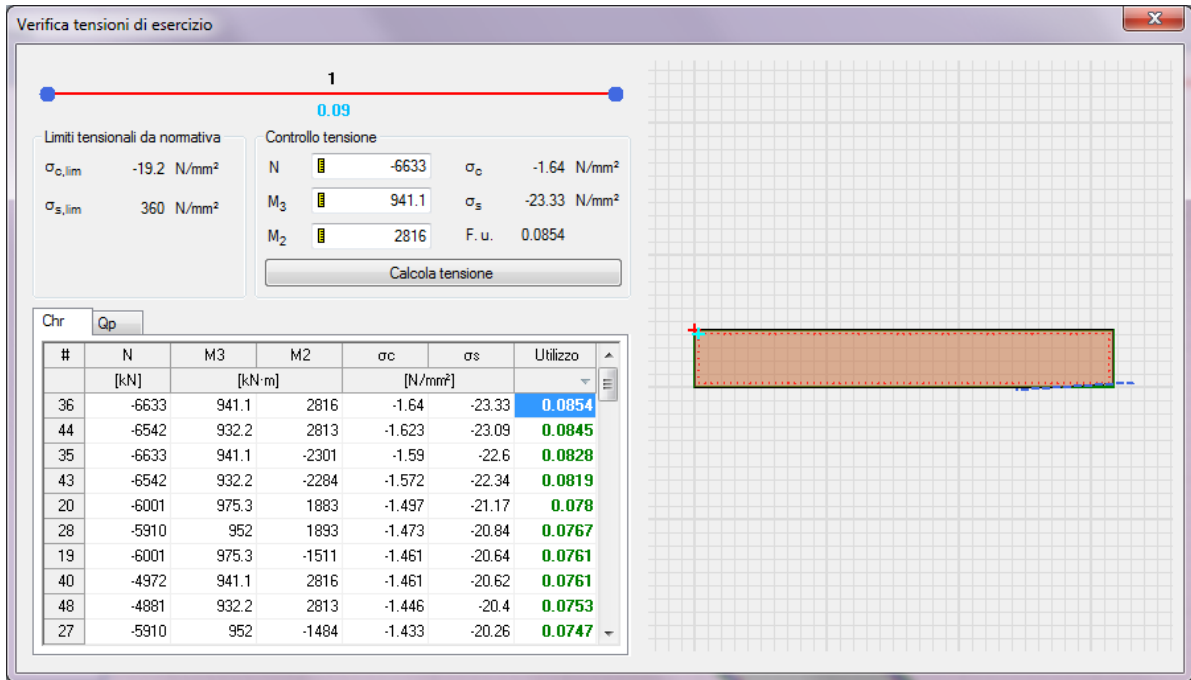 Verifica tensioni di esercizio
1
0.09
Limiti tensionali da normativa
σc,lim -19.2 N/mm²
σs,lim 360 N/mm²
Controllo tensione
N -6633 σc -1.64 N/mm²
M3 941.1 σs -23.33 N/mm²
M2 2816 F. u. 0.0854
Calcola tensione
Chr Qp
# N M3 M2 σc σs Utilizzo
[kN] [kN·m] [N/mm²]
36 -6633 941.1 2816 -1.64 -23.33 0.0854
44 -6542 932.2 2813 -1.623 -23.09 0.0845
35 -6633 941.1 -2301 -1.59 -22.6 0.0828
43 -6542 932.2 -2284 -1.572 -22.34 0.0819
20 -6001 975.3 1883 -1.497 -21.17 0.078
28 -5910 952 1893 -1.473 -20.84 0.0767
19 -6001 975.3 -1511 -1.461 -20.64 0.0761
40 -4972 941.1 2816 -1.461 -20.62 0.0761
48 -4881 932.2 2813 -1.446 -20.4 0.0753
27 -5910 952 -1484 -1.433 -20.26 0.0747